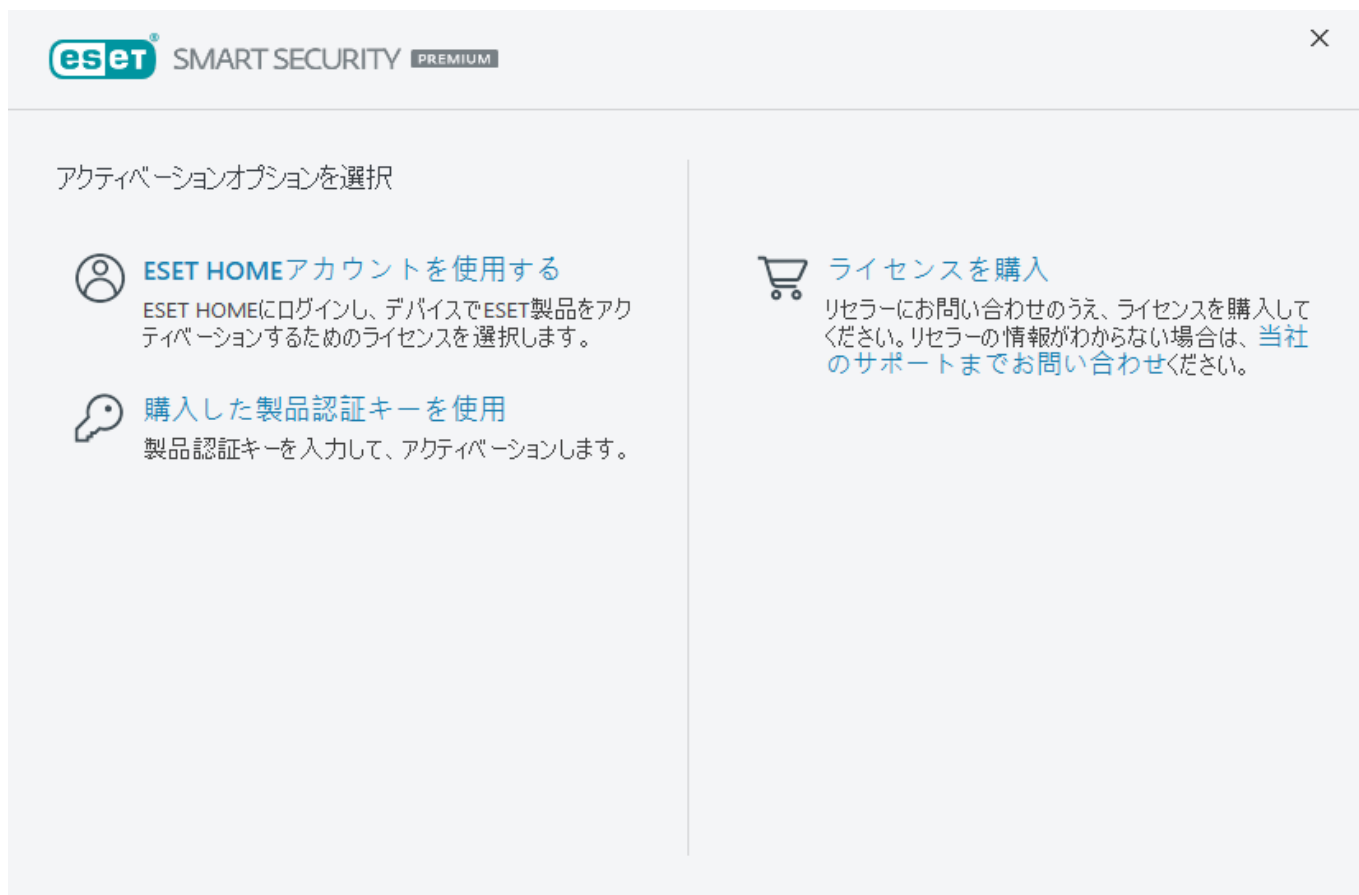 eseT® SMART SECURITY PREMIUM
アクティベーションオプションを選択
ESET HOMEアカウントを使用する
ESET HOMEにログインし、デバイスでESET製品をアク
ティベーションするためのライセンスを選択します。
購入した製品認証キーを使用
製品認証キーを入力して、アクティベーションします。
ライセンスを購入
リセラーにお問い合わせのうえ、ライセンスを購入して
ください。リセラーの情報がわからない場合は、当社
のサポートまでお問い合わせください。